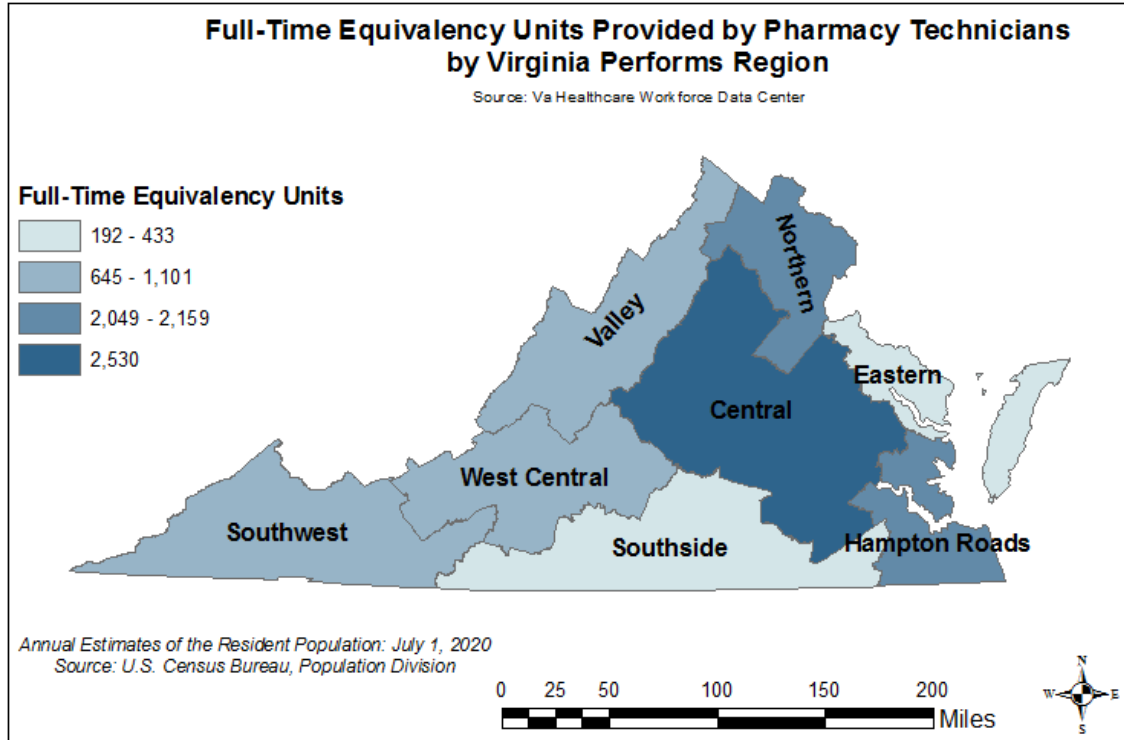 Full-Time Equivalency Units Provided by Pharmacy Technicians
by Virginia Performs Region
Source: Va Healthcare Workforce Data Center
Full-Time Equivalency Units
192 - 433
645 - 1,101
2,049 - 2,159
2,530
Northern
Valley
Eastern
Central
West Central
Southwest
Southside
Hampton Roads
Annual Estimates of the Resident Population: July 1, 2020
Source: U.S. Census Bureau, Population Division
0 25 50 100 150 200
Miles
N
W E
S